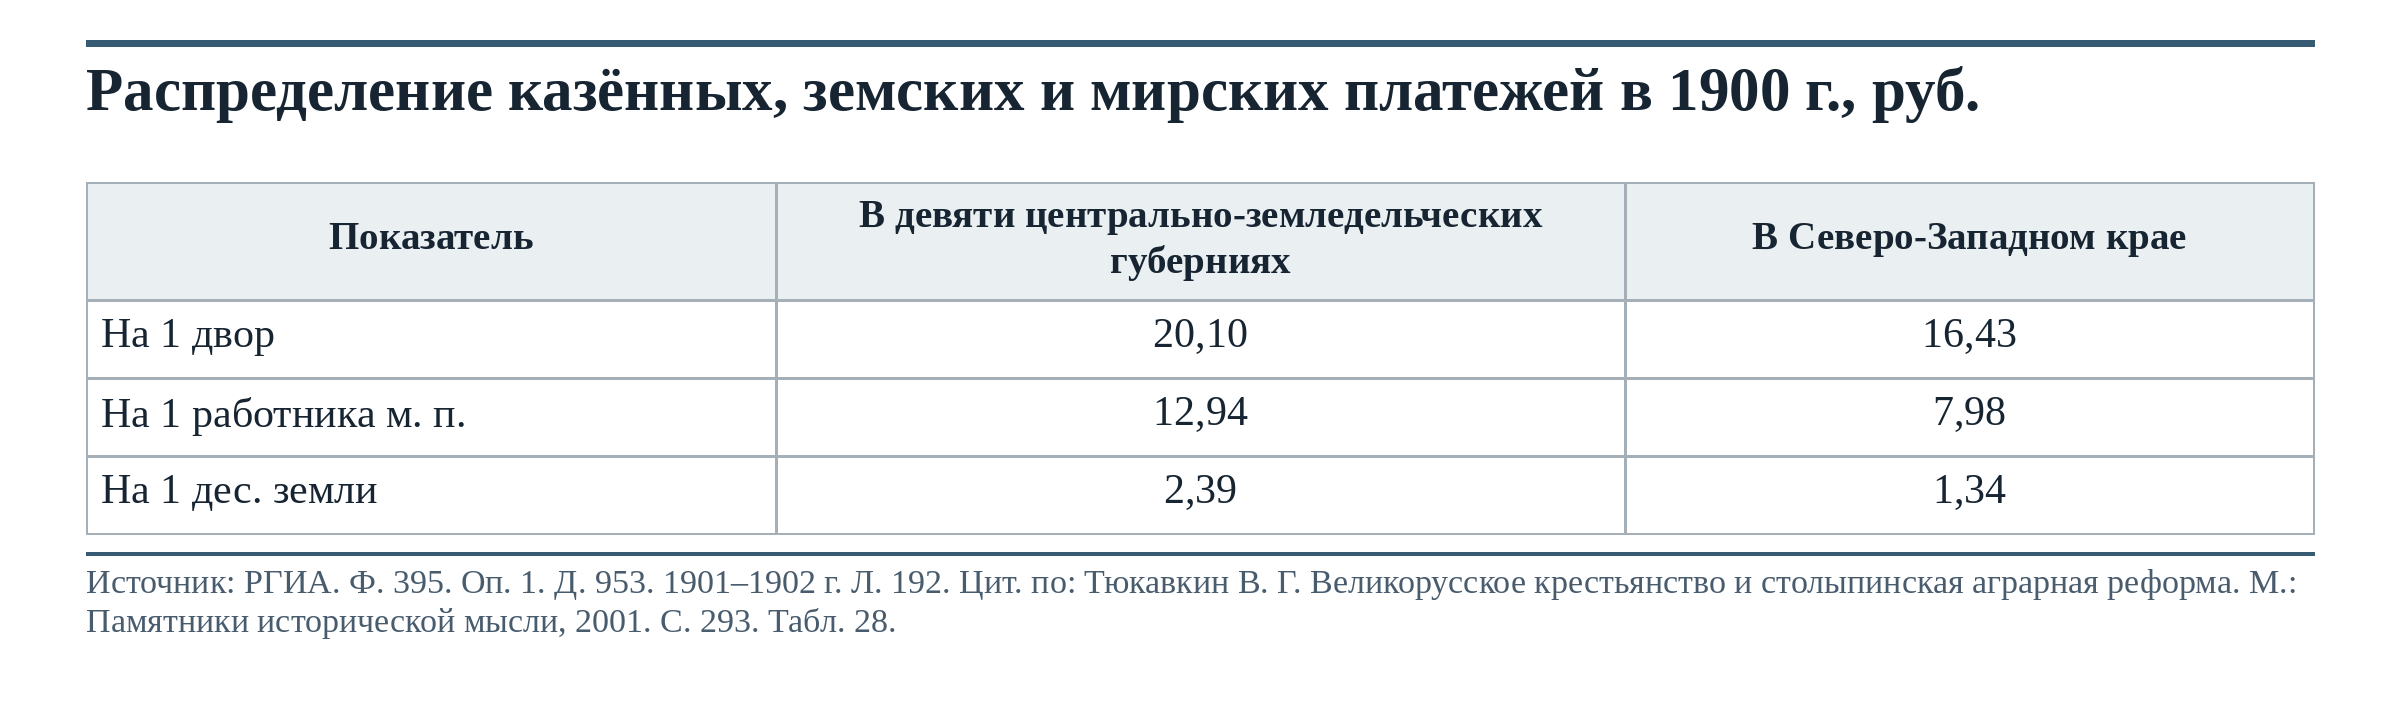 Распределение казённых, земских и мирских платежей в 1900 г., руб.
Показатель
В девяти центрально-земледельческих
губерниях
В Северо-Западном крае
На 1 двор
20,10
16,43
На 1 работника м. п.
12,94
7,98
На 1 дес. земли
2,39
1,34
Источник: РГИА. Ф. 395. Оп. 1. Д. 953. 1901–1902 г. Л. 192. Цит. по: Тюкавкин В. Г. Великорусское крестьянство и столыпинская аграрная реформа. М.:
Памятники исторической мысли, 2001. С. 293. Табл. 28.